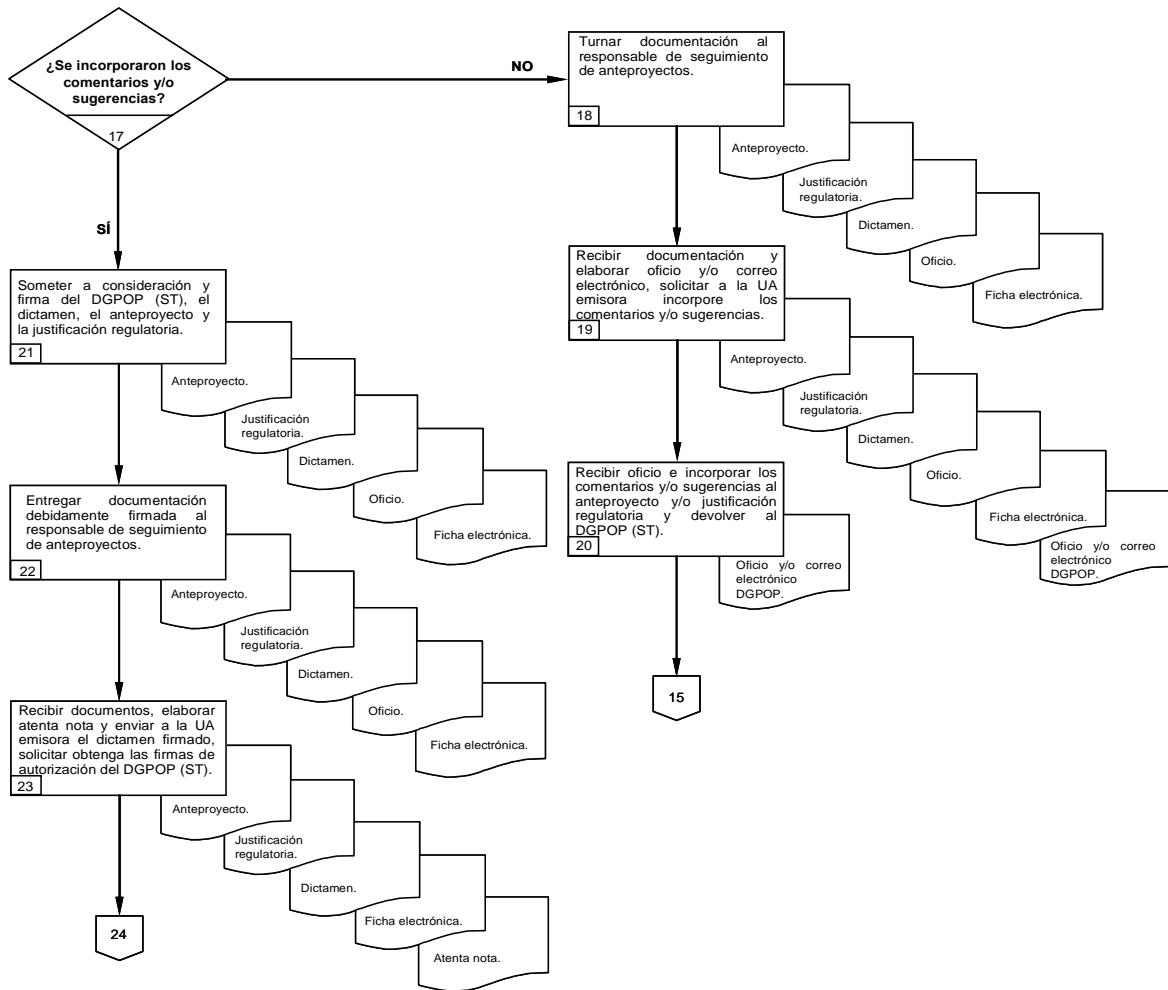 ¿Se incorporaron los
comentarios y/o
sugerencias?
17
NO
SÍ
Turnar documentación al
responsable de seguimiento
de anteproyectos.
18
Anteproyecto.
Justificación
regulatoria.
Dictamen.
Oficio.
Ficha electrónica.
Recibir documentación y
elaborar oficio y/o correo
electrónico, solicitar a la UA
emisora incorpore los
comentarios y/o sugerencias.
19
Anteproyecto.
Justificación
regulatoria.
Dictamen.
Oficio.
Ficha electrónica.
Oficio y/o correo
electrónico
DGPOP.
Recibir oficio e incorporar los
comentarios y/o sugerencias al
anteproyecto y/o justificación
regulatoria y devolver al
DGPOP (ST).
20
Oficio y/o correo
electrónico
DGPOP.
15
Someter a consideración y
firma del DGPOP (ST), el
dictamen, el anteproyecto y
la justificación regulatoria.
21
Anteproyecto.
Justificación
regulatoria.
Dictamen.
Oficio.
Ficha electrónica.
Entregar documentación
debidamente firmada al
responsable de seguimiento
de anteproyectos.
22
Anteproyecto.
Justificación
regulatoria.
Dictamen.
Oficio.
Ficha electrónica.
Recibir documentos, elaborar
atenta nota y enviar a la UA
emisora el dictamen firmado,
solicitar obtenga las firmas de
autorización del DGPOP (ST).
23
Anteproyecto.
Justificación
regulatoria.
Dictamen.
Ficha electrónica.
Atenta nota.
24